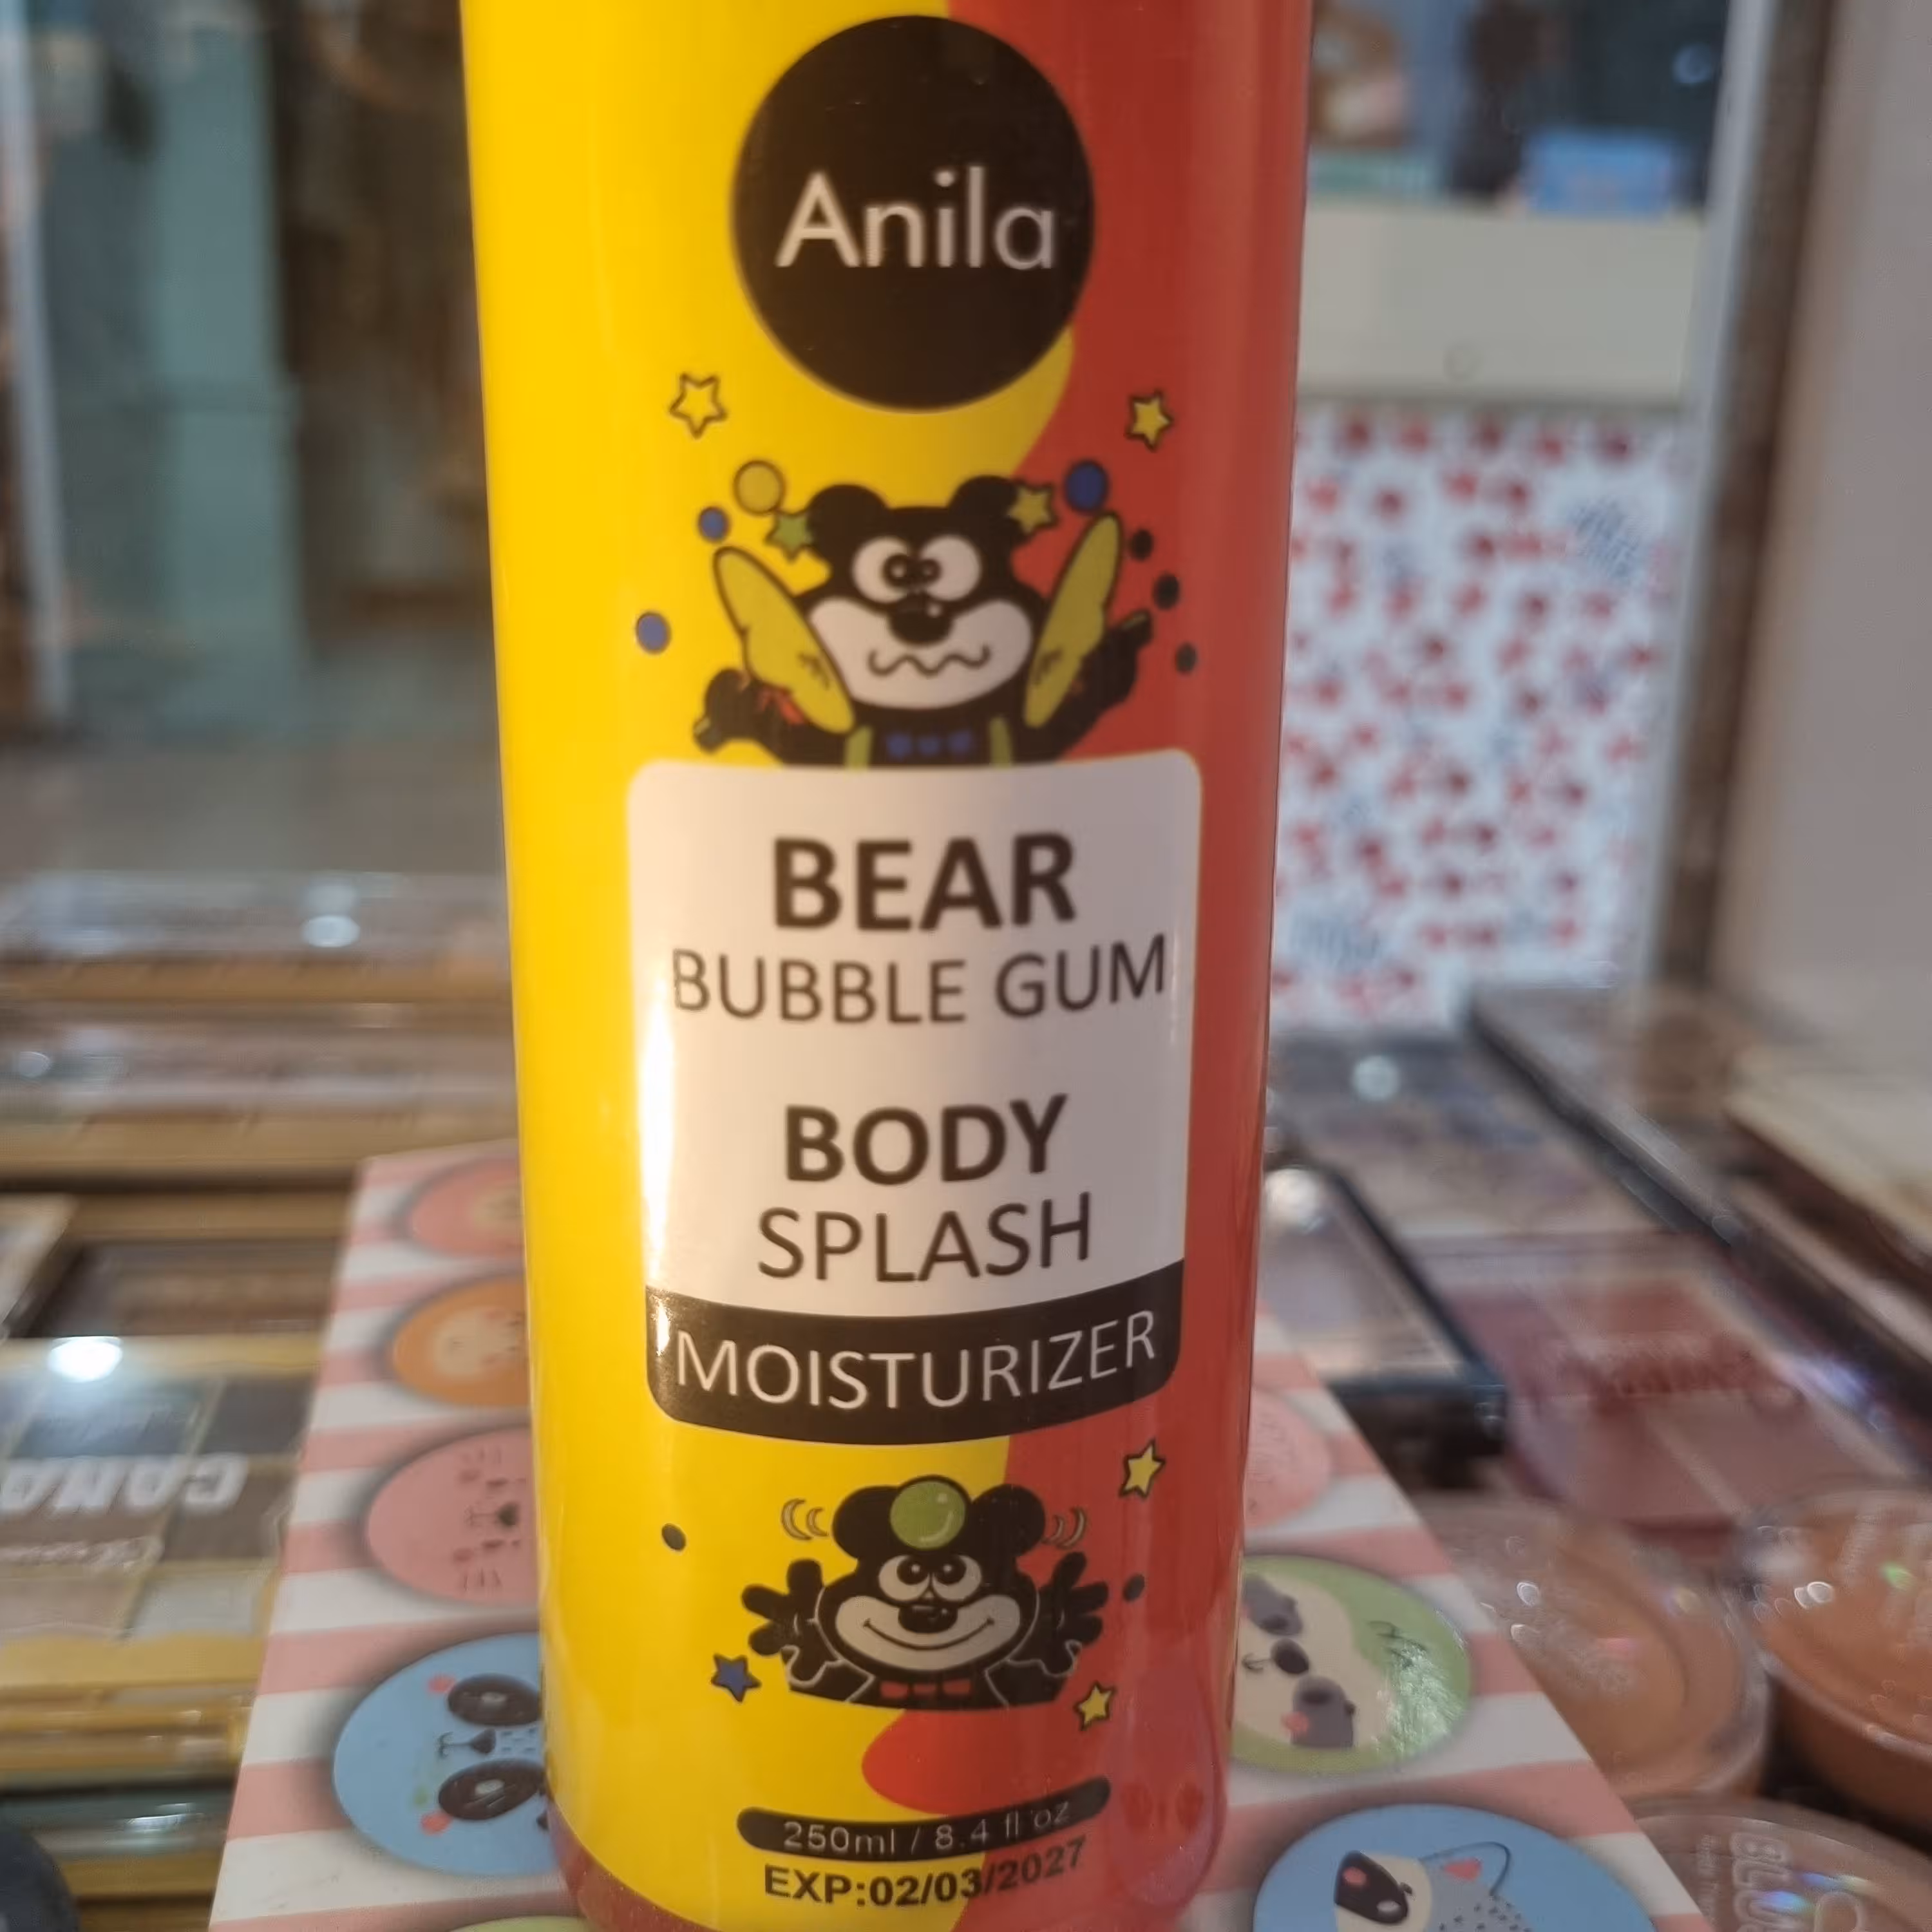 Anila
BEAR
BUBBLE GUM
BODY
SPLASH
MOISTURIZER
250ml / 8.4 fl oz
EXP:02/03/2027